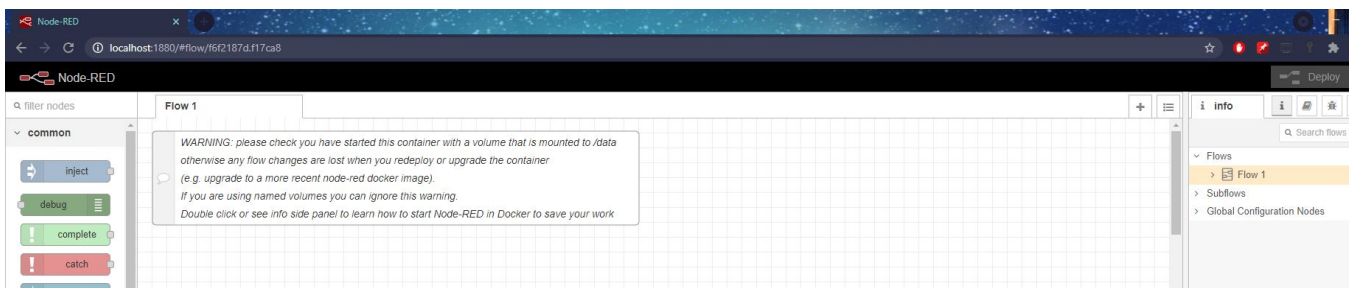 Node-RED
localhost:1880/#flow/f6f2187d.f17ca8
Node-RED
Deploy
filter nodes
Flow 1
i info
i
Search flows
common
WARNING: please check you have started this container with a volume that is mounted to /data
otherwise any flow changes are lost when you redeploy or upgrade the container
(e.g. upgrade to a more recent node-red docker image).
If you are using named volumes you can ignore this warning.
Double click or see info side panel to learn how to start Node-RED in Docker to save your work
inject
debug
complete
catch
Flows
Flow 1
Subflows
Global Configuration Nodes